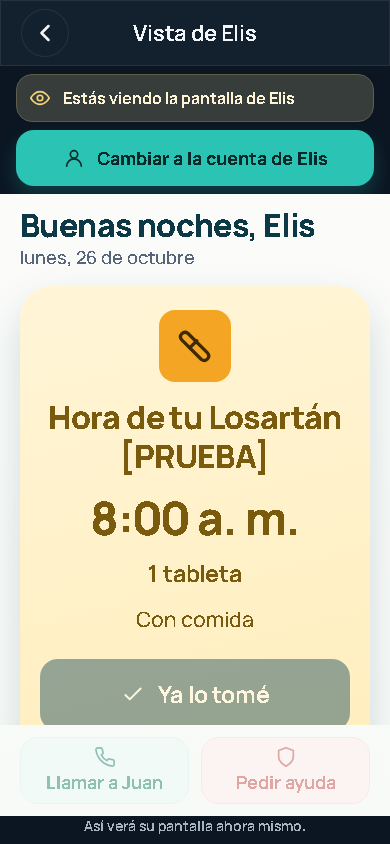 Vista de Elis
Estás viendo la pantalla de Elis
Cambiar a la cuenta de Elis
Buenas noches, Elis
lunes, 26 de octubre
Hora de tu Losartán
[PRUEBA]
8:00 a. m.
1 tableta
Con comida
Ya lo tomé
Llamar a Juan
Pedir ayuda
Así verá su pantalla ahora mismo.